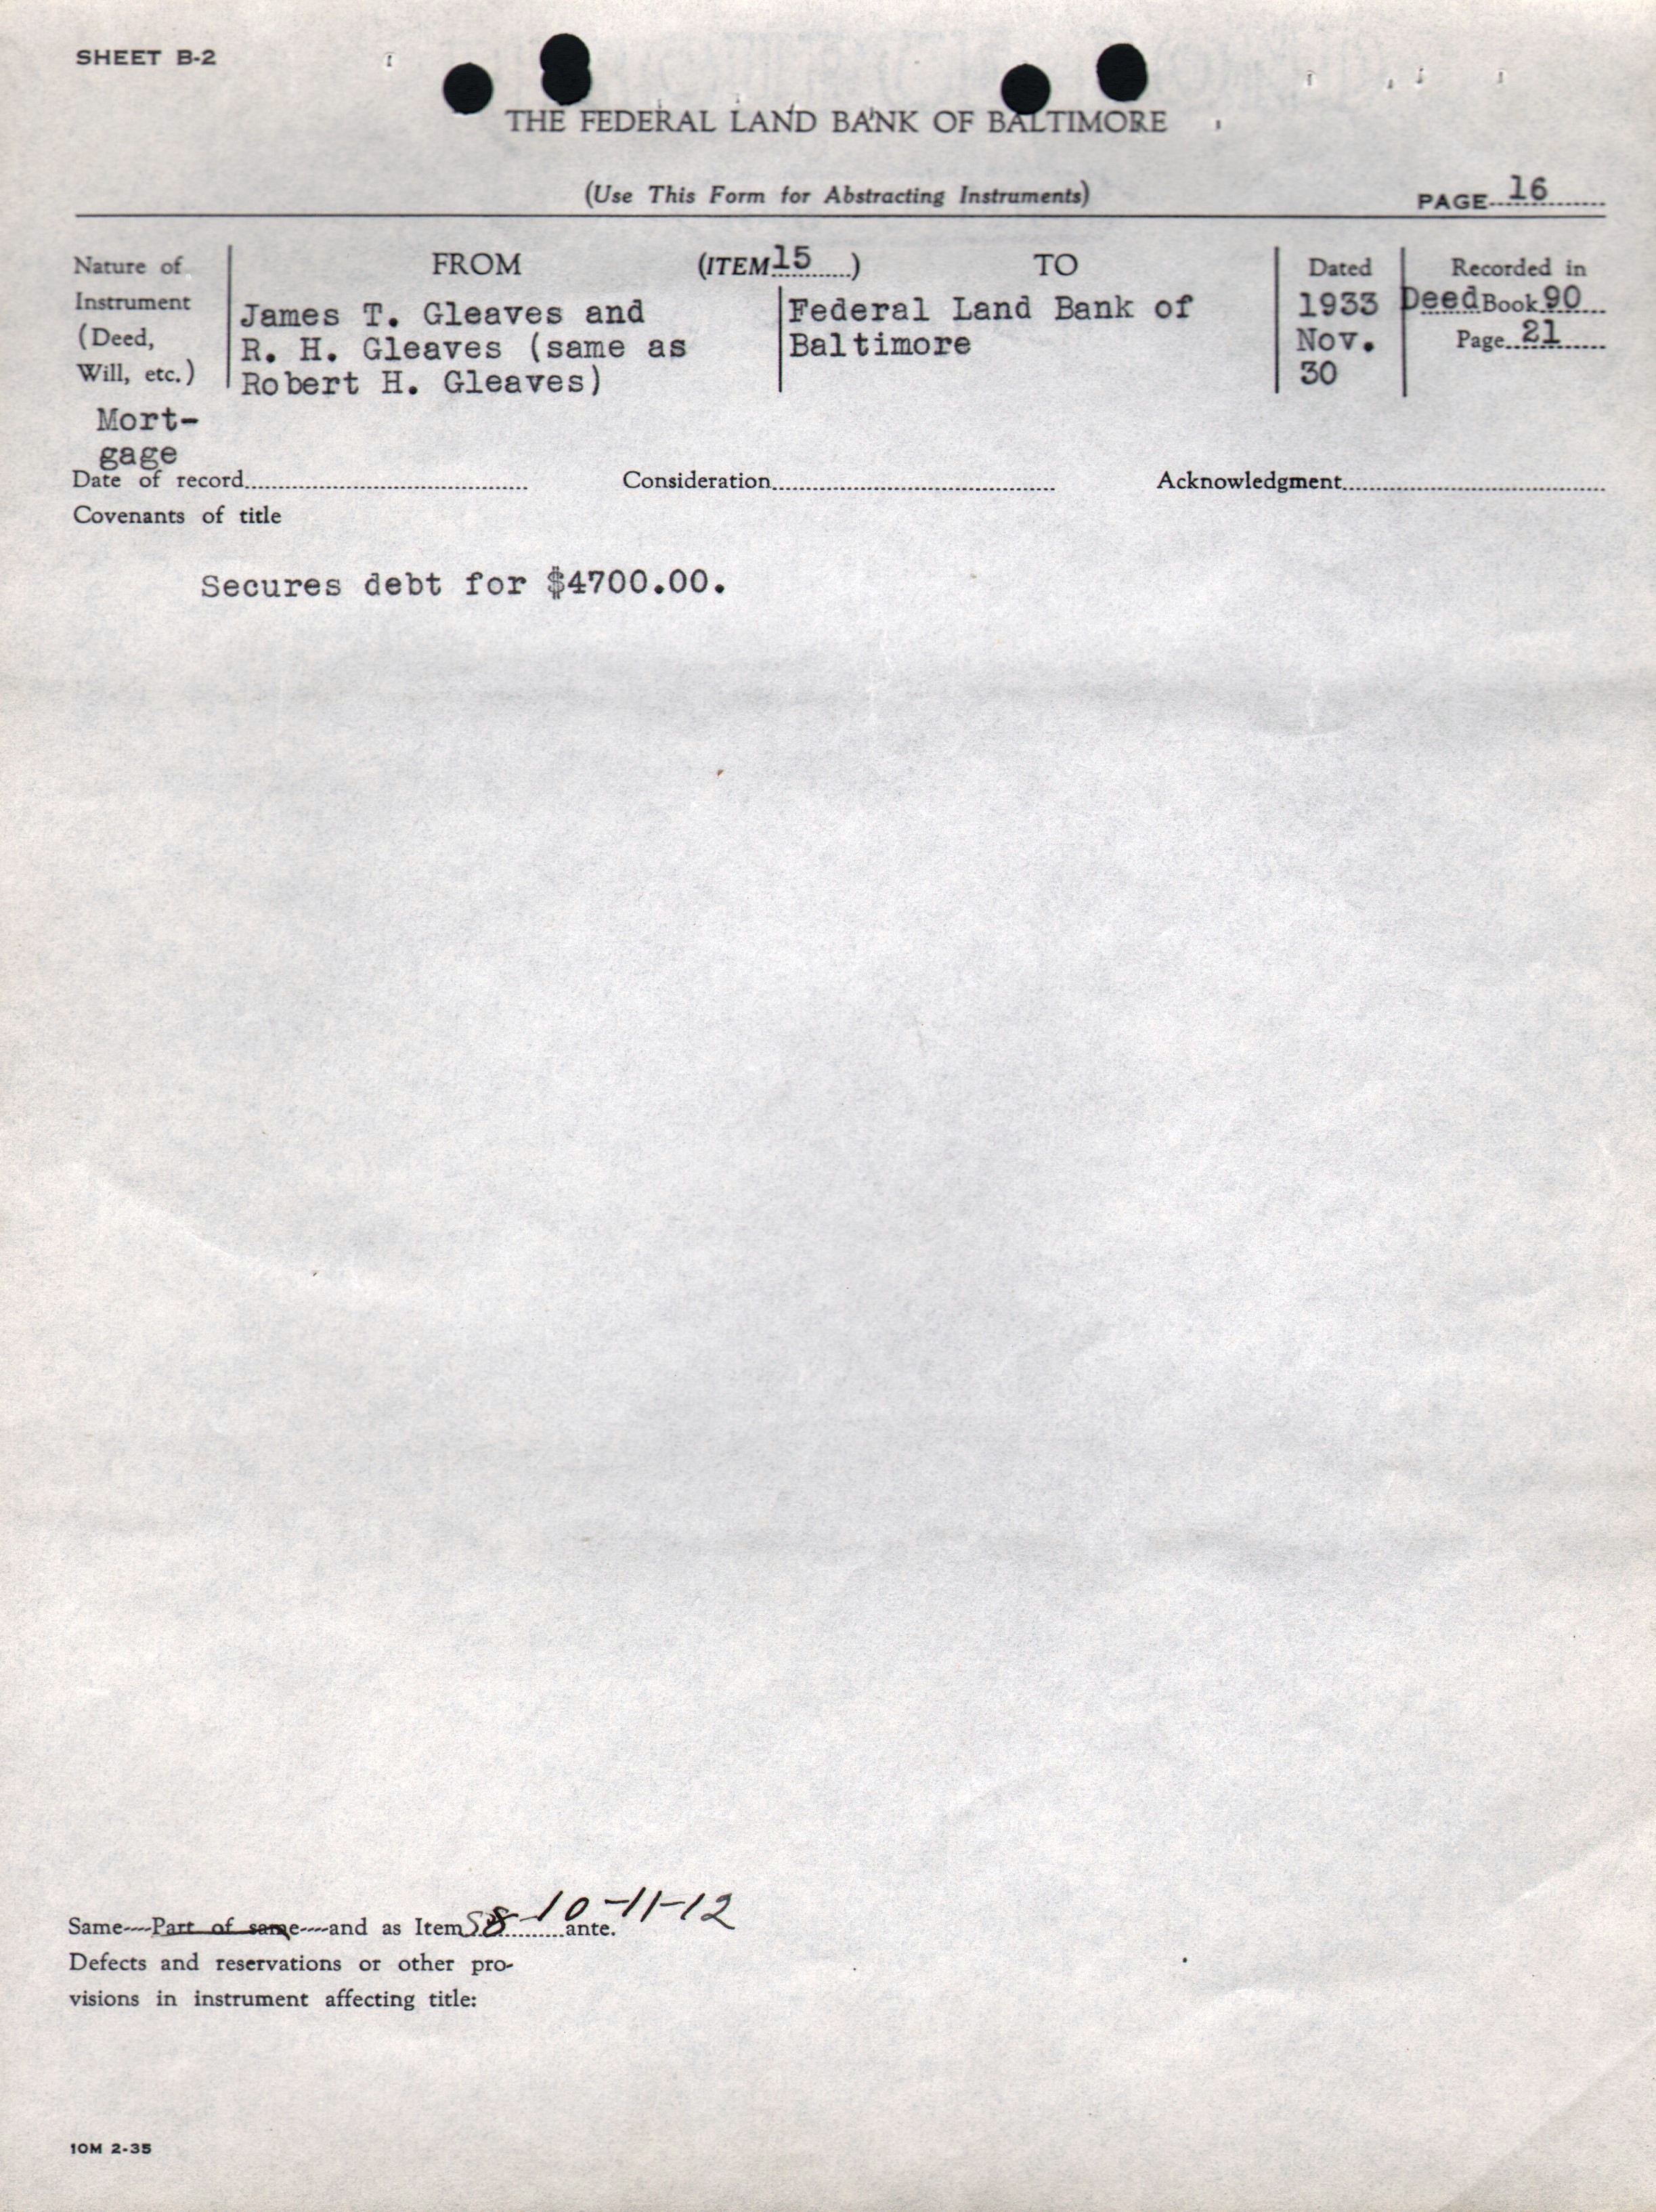 SHEET B-2
THE FEDERAL LAND BANK OF BALTIMORE
(Use This Form for Abstracting Instruments)
PAGE 16
Nature of Instrument (Deed, Will, etc.)
FROM (ITEM 15) TO
Dated
Recorded in
James T. Gleaves and
R. H. Gleaves (same as
Robert H. Gleaves)
Federal Land Bank of
Baltimore
1933
Nov.
30
Deed Book 90
Page 21
Mort-
gage
Date of record Consideration Acknowledgment
Covenants of title
Secures debt for $4700.00.
Same----Part of same----and as Items 8-10-11-12 ante.
Defects and reservations or other pro-
visions in instrument affecting title:
10M 2-35